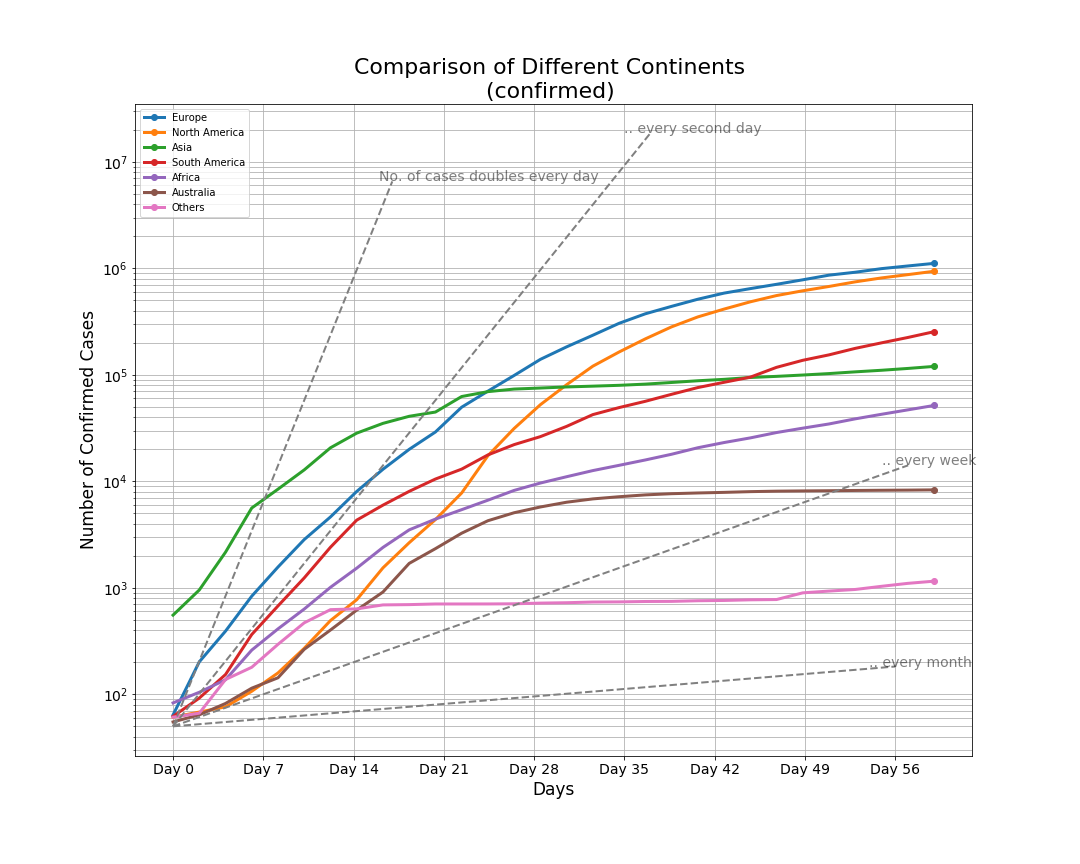 Comparison of Different Continents
(confirmed)
Europe
North America
Asia
South America
Africa
Australia
Others
.. every second day
No. of cases doubles every day
.. every week
.. every month
10^7
10^6
10^5
10^4
10^3
10^2
Number of Confirmed Cases
Day 0 Day 7 Day 14 Day 21 Day 28 Day 35 Day 42 Day 49 Day 56
Days